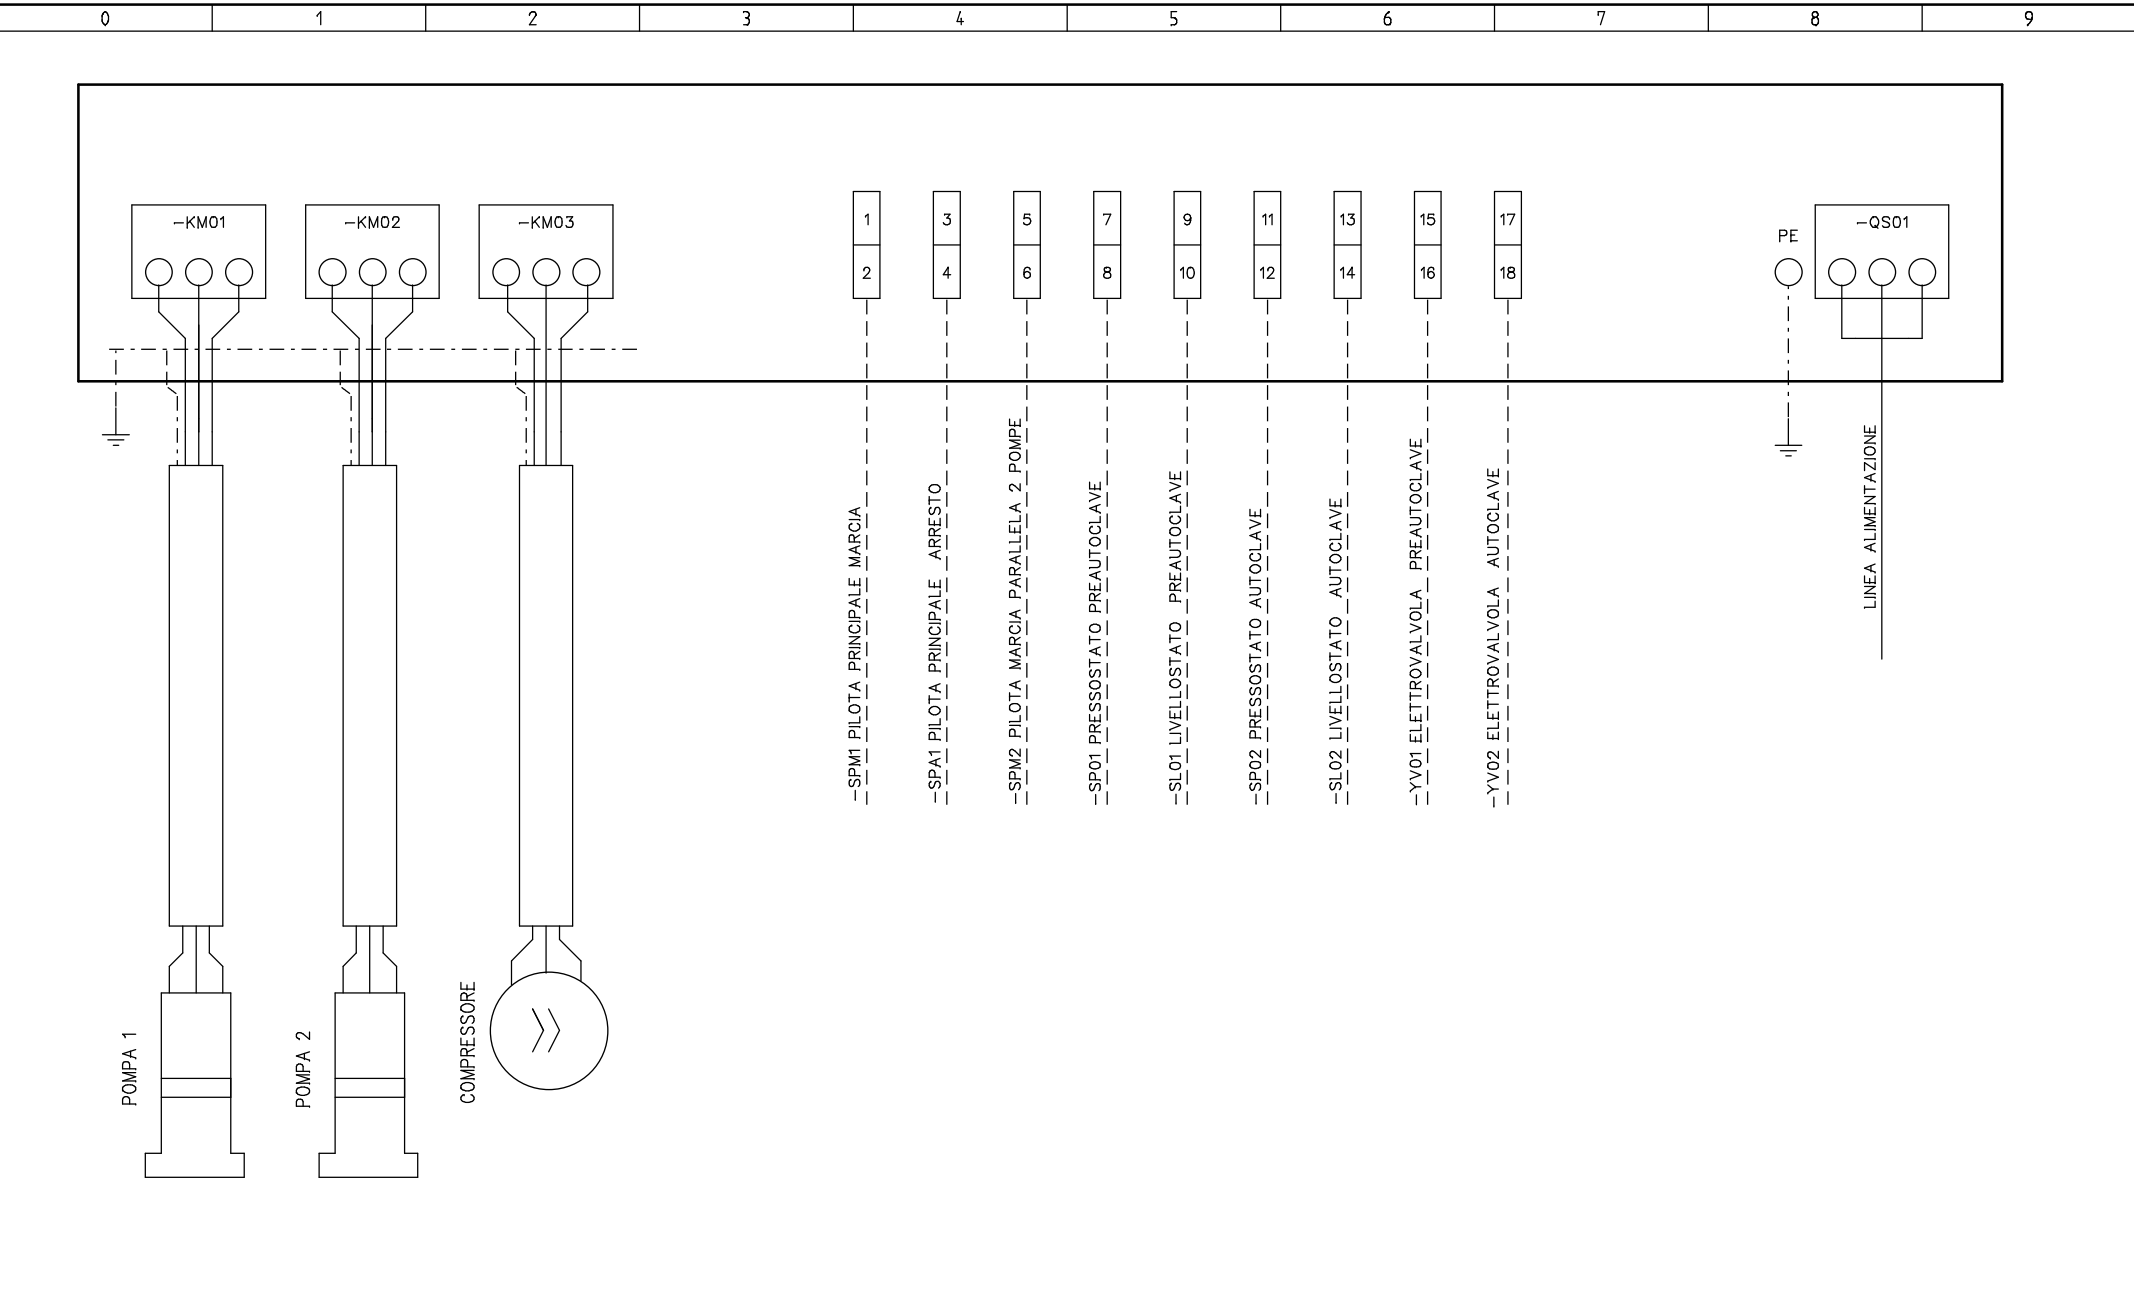 0 1 2 3 4 5 6 7 8 9
-KM01 -KM02 -KM03
1 3 5 7 9 11 13 15 17
2 4 6 8 10 12 14 16 18
PE
-QS01
-SPM1 PILOTA PRINCIPALE MARCIA
-SPA1 PILOTA PRINCIPALE ARRESTO
-SPM2 PILOTA MARCIA PARALLELA 2 POMPE
-SP01 PRESSOSTATO PREAUTOCLAVE
-SL01 LIVELLOSTATO PREAUTOCLAVE
-SP02 PRESSOSTATO AUTOCLAVE
-SL02 LIVELLOSTATO AUTOCLAVE
-YV01 ELETTROVALVOLA PREAUTOCLAVE
-YV02 ELETTROVALVOLA AUTOCLAVE
LINEA ALIMENTAZIONE
POMPA 1
POMPA 2
COMPRESSORE